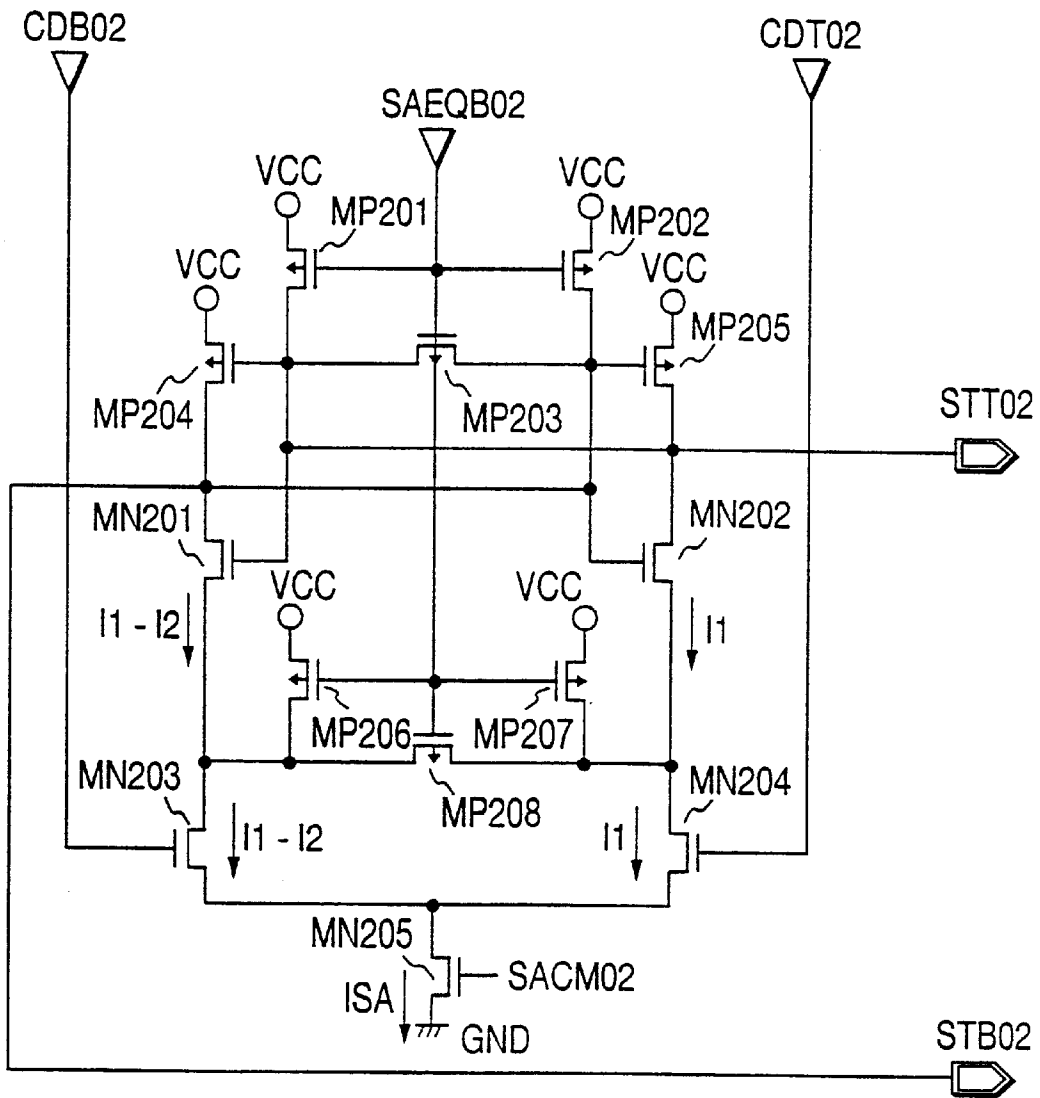 CDB02
CDT02
SAEQB02
VCC
VCC
MP201
MP202
VCC
VCC
MP205
MP204
MP203
STT02
MN201
MN202
VCC
VCC
I1 - I2
I1
MP206
MP207
MN203
MN204
MP208
I1 - I2
I1
MN205
SACM02
ISA
GND
STB02